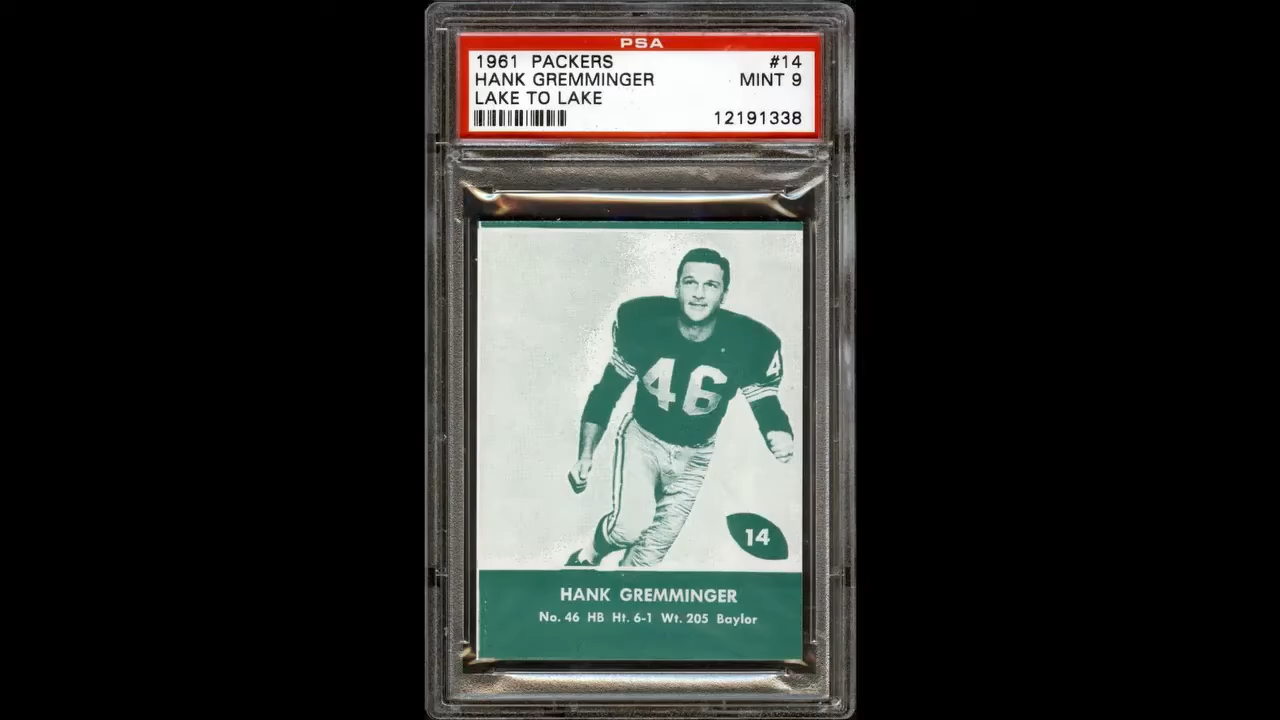 PSA
1961 PACKERS #14
HANK GREMMINGER MINT 9
LAKE TO LAKE
12191338
46
4
14
HANK GREMMINGER
No. 46 HB Ht. 6-1 Wt. 205 Baylor